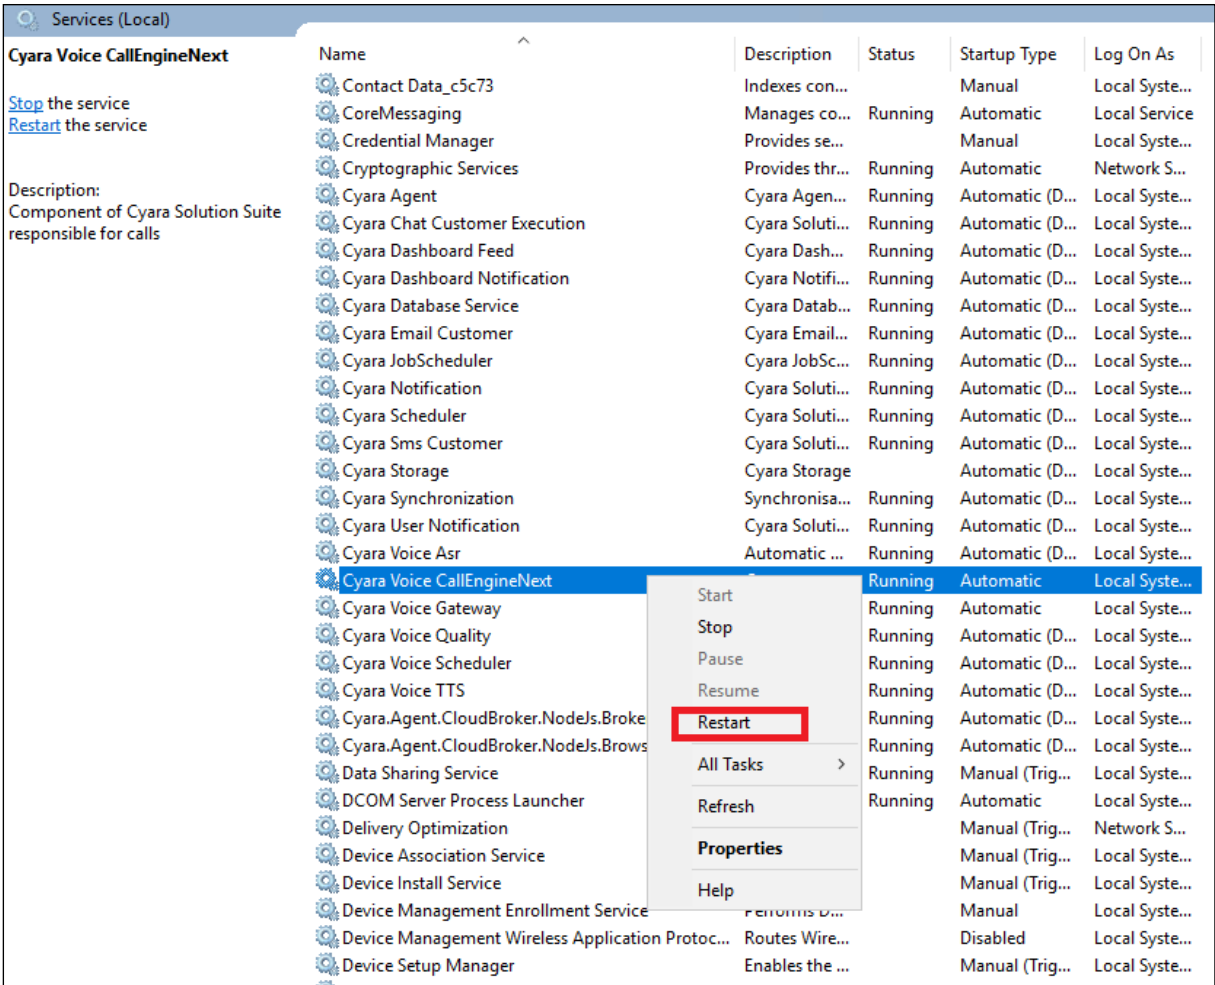 Services (Local)
Cyara Voice CallEngineNext
Stop the service
Restart the service
Description:
Component of Cyara Solution Suite
responsible for calls
Name Description Status Startup Type Log On As
Contact Data_c5c73 Indexes con... Manual Local Syste...
CoreMessaging Manages co... Running Automatic Local Service
Credential Manager Provides se... Manual Local Syste...
Cryptographic Services Provides thr... Running Automatic Network S...
Cyara Agent Cyara Agen... Running Automatic (D... Local Syste...
Cyara Chat Customer Execution Cyara Soluti... Running Automatic (D... Local Syste...
Cyara Dashboard Feed Cyara Dash... Running Automatic (D... Local Syste...
Cyara Dashboard Notification Cyara Notifi... Running Automatic (D... Local Syste...
Cyara Database Service Cyara Datab... Running Automatic (D... Local Syste...
Cyara Email Customer Cyara Email... Running Automatic (D... Local Syste...
Cyara JobScheduler Cyara JobSc... Running Automatic (D... Local Syste...
Cyara Notification Cyara Soluti... Running Automatic (D... Local Syste...
Cyara Scheduler Cyara Soluti... Running Automatic (D... Local Syste...
Cyara Sms Customer Cyara Soluti... Running Automatic (D... Local Syste...
Cyara Storage Cyara Storage Automatic (D... Local Syste...
Cyara Synchronization Synchronisa... Running Automatic (D... Local Syste...
Cyara User Notification Cyara Soluti... Running Automatic (D... Local Syste...
Cyara Voice Asr Automatic ... Running Automatic (D... Local Syste...
Cyara Voice CallEngineNext Running Automatic Local Syste...
Cyara Voice Gateway Running Automatic Local Syste...
Cyara Voice Quality Running Automatic (D... Local Syste...
Cyara Voice Scheduler Running Automatic (D... Local Syste...
Cyara Voice TTS Running Automatic (D... Local Syste...
Cyara.Agent.CloudBroker.NodeJs.Broke Running Automatic (D... Local Syste...
Cyara.Agent.CloudBroker.NodeJs.Brows Running Automatic (D... Local Syste...
Data Sharing Service Running Manual (Trig... Local Syste...
DCOM Server Process Launcher Running Automatic Local Syste...
Delivery Optimization Manual (Trig... Network S...
Device Association Service Manual (Trig... Local Syste...
Device Install Service Manual (Trig... Local Syste...
Device Management Enrollment Service Performs D... Manual Local Syste...
Device Management Wireless Application Protoc... Routes Wire... Disabled Local Syste...
Device Setup Manager Enables the ... Manual (Trig... Local Syste...
Start
Stop
Pause
Resume
Restart
All Tasks
Refresh
Properties
Help